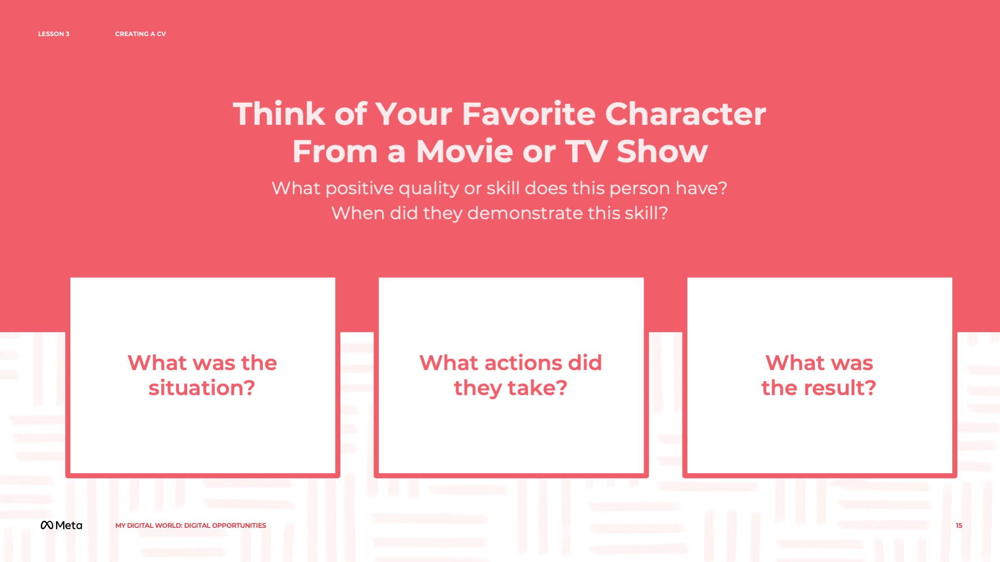 LESSON 3
CREATING A CV
Think of Your Favorite Character
From a Movie or TV Show
What positive quality or skill does this person have?
When did they demonstrate this skill?
What was the
situation?
What actions did
they take?
What was
the result?
Meta
MY DIGITAL WORLD: DIGITAL OPPORTUNITIES
15